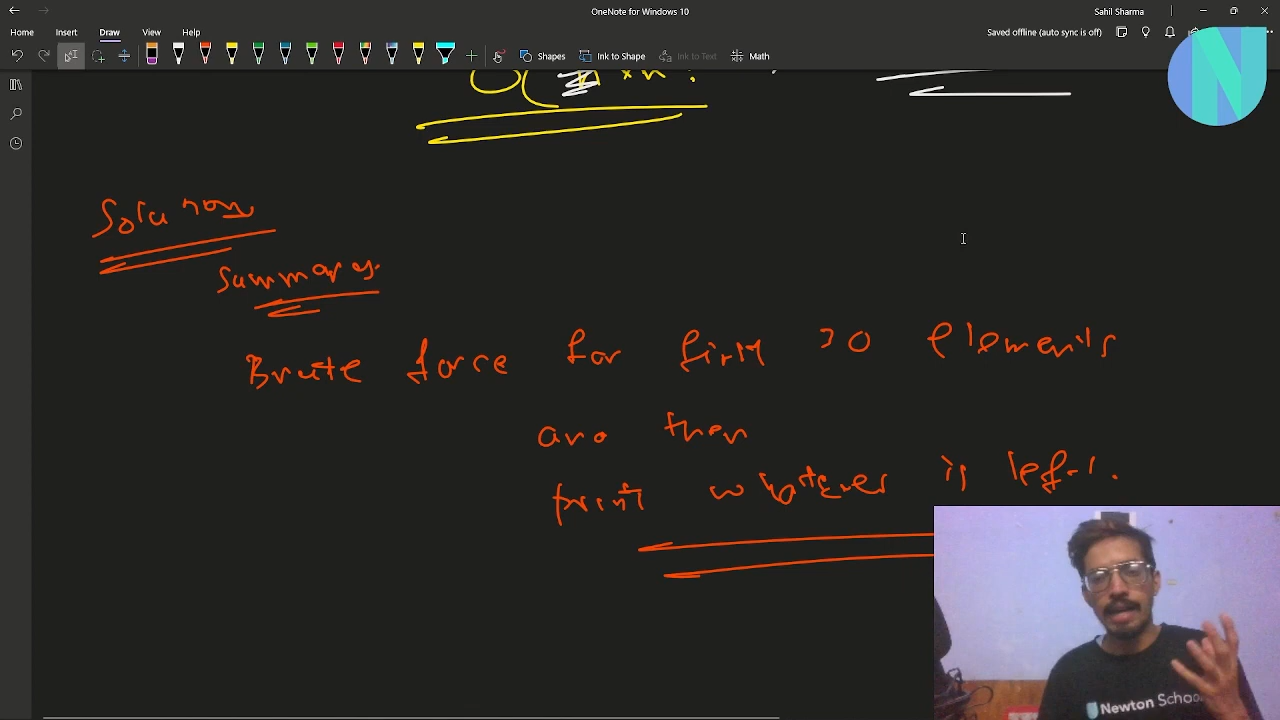 OneNote for Windows 10
Sahil Sharma
Home Insert Draw View Help
Saved offline (auto sync is off)
Shapes Ink to Shape Ink to Text Math
Solution
Summary.
Brute force for first 30 elements
and then
print whatever is left.
Newton School